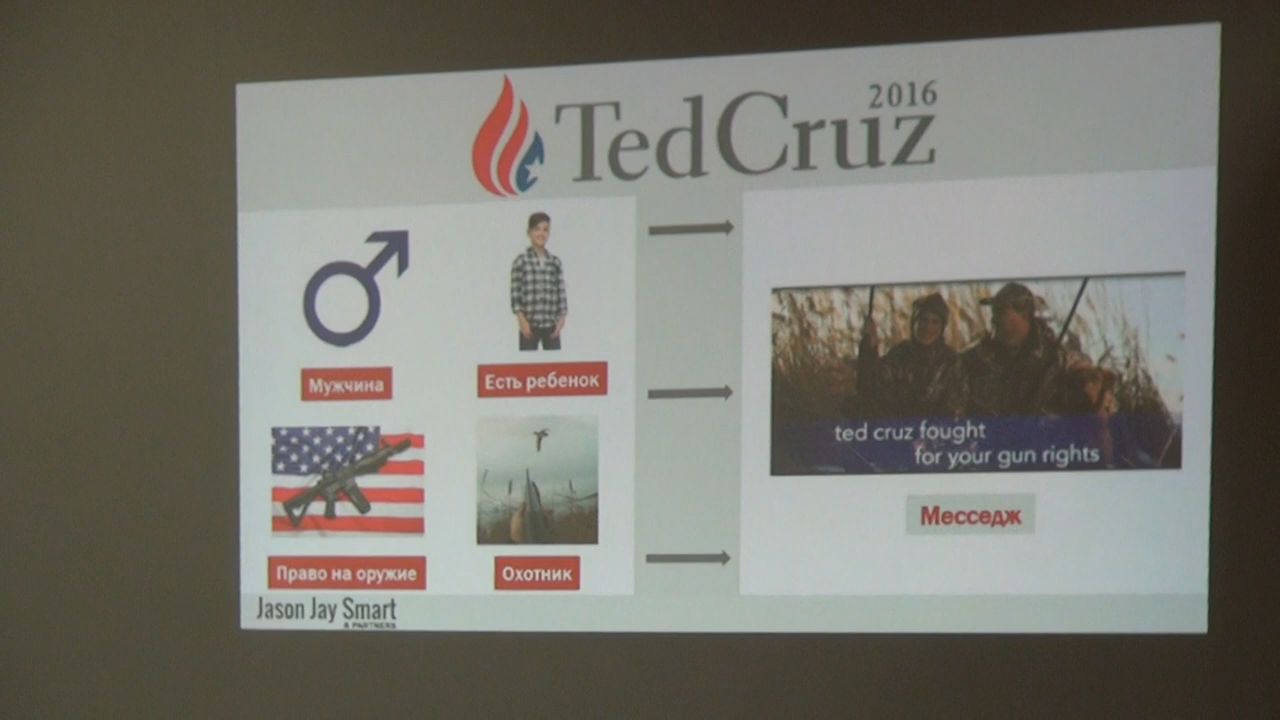 2016
TedCruz
Мужчина
Есть ребенок
Право на оружие
Охотник
ted cruz fought
for your gun rights
Месседж
Jason Jay Smart
& PARTNERS